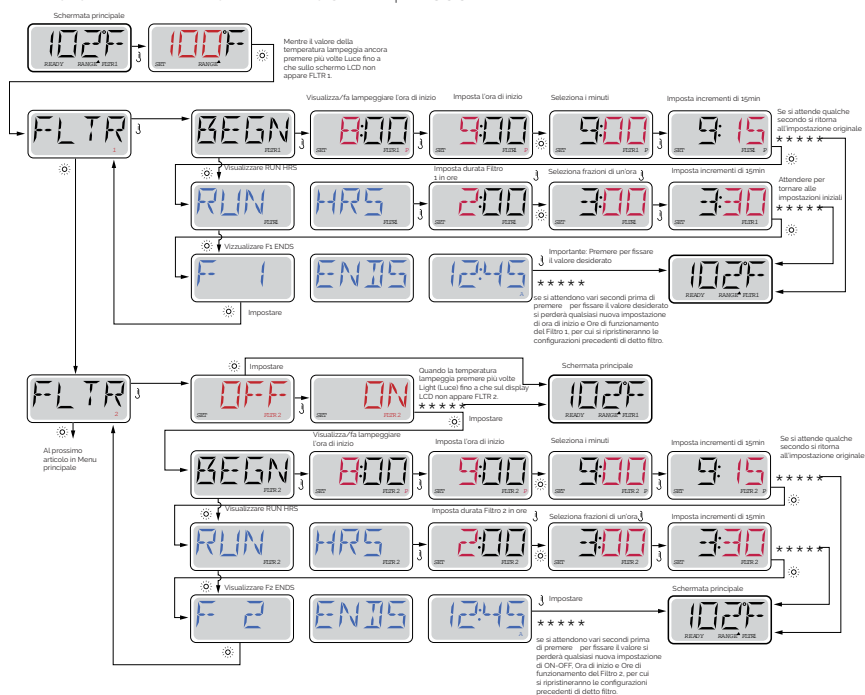 Schermata principale
102°F
READY RANGE FLTR1
100°F
SET RANGE
Mentre il valore della
temperatura lampeggia ancora
premere più volte Luce fino a
che sullo schermo LCD non
appare FLTR 1.
FLTR
1
BEGN
FLTR1
Visualizza/fa lampeggiare l'ora di inizio
8:00
SET FLTR1 P
Imposta l'ora di inizio
9:00
SET FLTR1 P
Seleziona i minuti
9:00
SET FLTR1 P
Imposta incrementi di 15min
9:15
SET FLTR1 P
Se si attende qualche
secondo si ritorna
all'impostazione originale
* * * * *
Visualizzare RUN HRS
RUN
FLTR1
HRS
Imposta durata Filtro
1 in ore
2:00
SET FLTR1
Seleziona frazioni di un'ora
3:00
SET FLTR1
Imposta incrementi di 15min
3:30
SET FLTR1
Attendere per
tornare alle
impostazioni iniziali
* * * * *
Vizzualizare F1 ENDS
F 1
ENDS
12:45
A
Importante: Premere per fissare
il valore desiderato
* * * * *
se si attendono vari secondi prima di
premere per fissare il valore desiderato
si perderà qualsiasi nuova impostazione
di ora di inizio e Ore di funzionamento
del Filtro 1, per cui si ripristineranno le
configurazioni precedenti di detto filtro.
102°F
READY RANGE FLTR1
Impostare
FLTR
2
Al prossimo
articolo in Menu
principale
Impostare
OFF
SET FLTR 2
ON
SET FLTR 2
Quando la temperatura
lampeggia premere più volte
Light (Luce) fino a che sul display
LCD non appare FLTR 2.
* * * * *
Impostare
Schermata principale
102°F
READY RANGE FLTR1
BEGN
FLTR 2
Visualizza/fa lampeggiare
l'ora di inizio
8:00
SET FLTR 2 P
Imposta l'ora di inizio
9:00
SET FLTR 2 P
Seleziona i minuti
9:00
SET FLTR 2 P
Imposta incrementi di 15min
9:15
SET FLTR 2 P
Se si attende qualche
secondo si ritorna
all'impostazione originale
* * * * *
Visualizzare RUN HRS
RUN
FLTR 2
HRS
Imposta durata Filtro 2 in ore
2:00
SET FLTR 2
Seleziona frazioni di un'ora
3:00
SET FLTR 2
Imposta incrementi di 15min
3:30
SET FLTR 2
* * * * *
Visualizzare F2 ENDS
F 2
ENDS
12:45
A
Impostare
* * * * *
se si attendono vari secondi prima
di premere per fissare il valore si
perderà qualsiasi nuova impostazione
di ON-OFF, Ora di inizio e Ore di
funzionamento del Filtro 2, per cui
si ripristineranno le configurazioni
precedenti di detto filtro.
Schermata principale
102°F
READY RANGE FLTR1